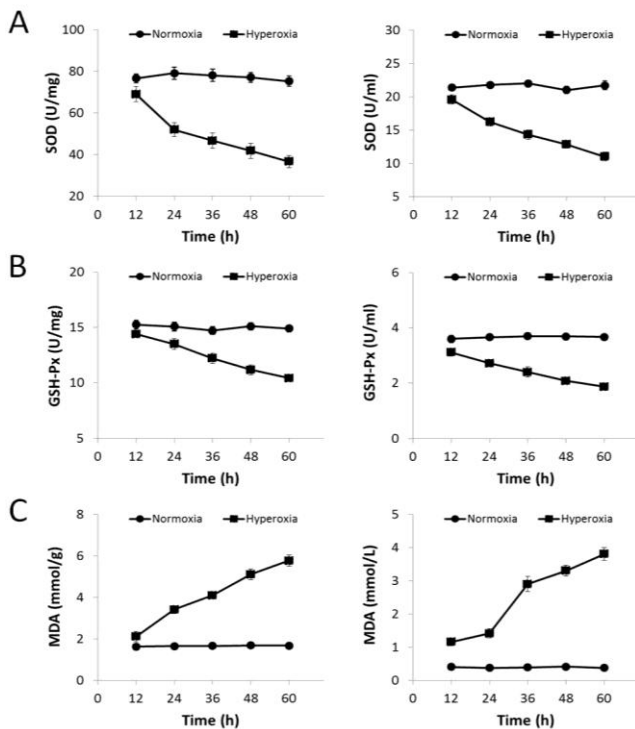 A
Normoxia Hyperoxia
SOD (U/mg)
100
80
60
40
20
0 12 24 36 48 60
Time (h)
Normoxia Hyperoxia
SOD (U/ml)
30
25
20
15
10
5
0 12 24 36 48 60
Time (h)
B
Normoxia Hyperoxia
GSH-Px (U/mg)
20
15
10
5
0 12 24 36 48 60
Time (h)
Normoxia Hyperoxia
GSH-Px (U/ml)
6
4
2
0
0 12 24 36 48 60
Time (h)
C
Normoxia Hyperoxia
MDA (mmol/g)
8
6
4
2
0
0 12 24 36 48 60
Time (h)
Normoxia Hyperoxia
MDA (mmol/L)
5
4
3
2
1
0
0 12 24 36 48 60
Time (h)